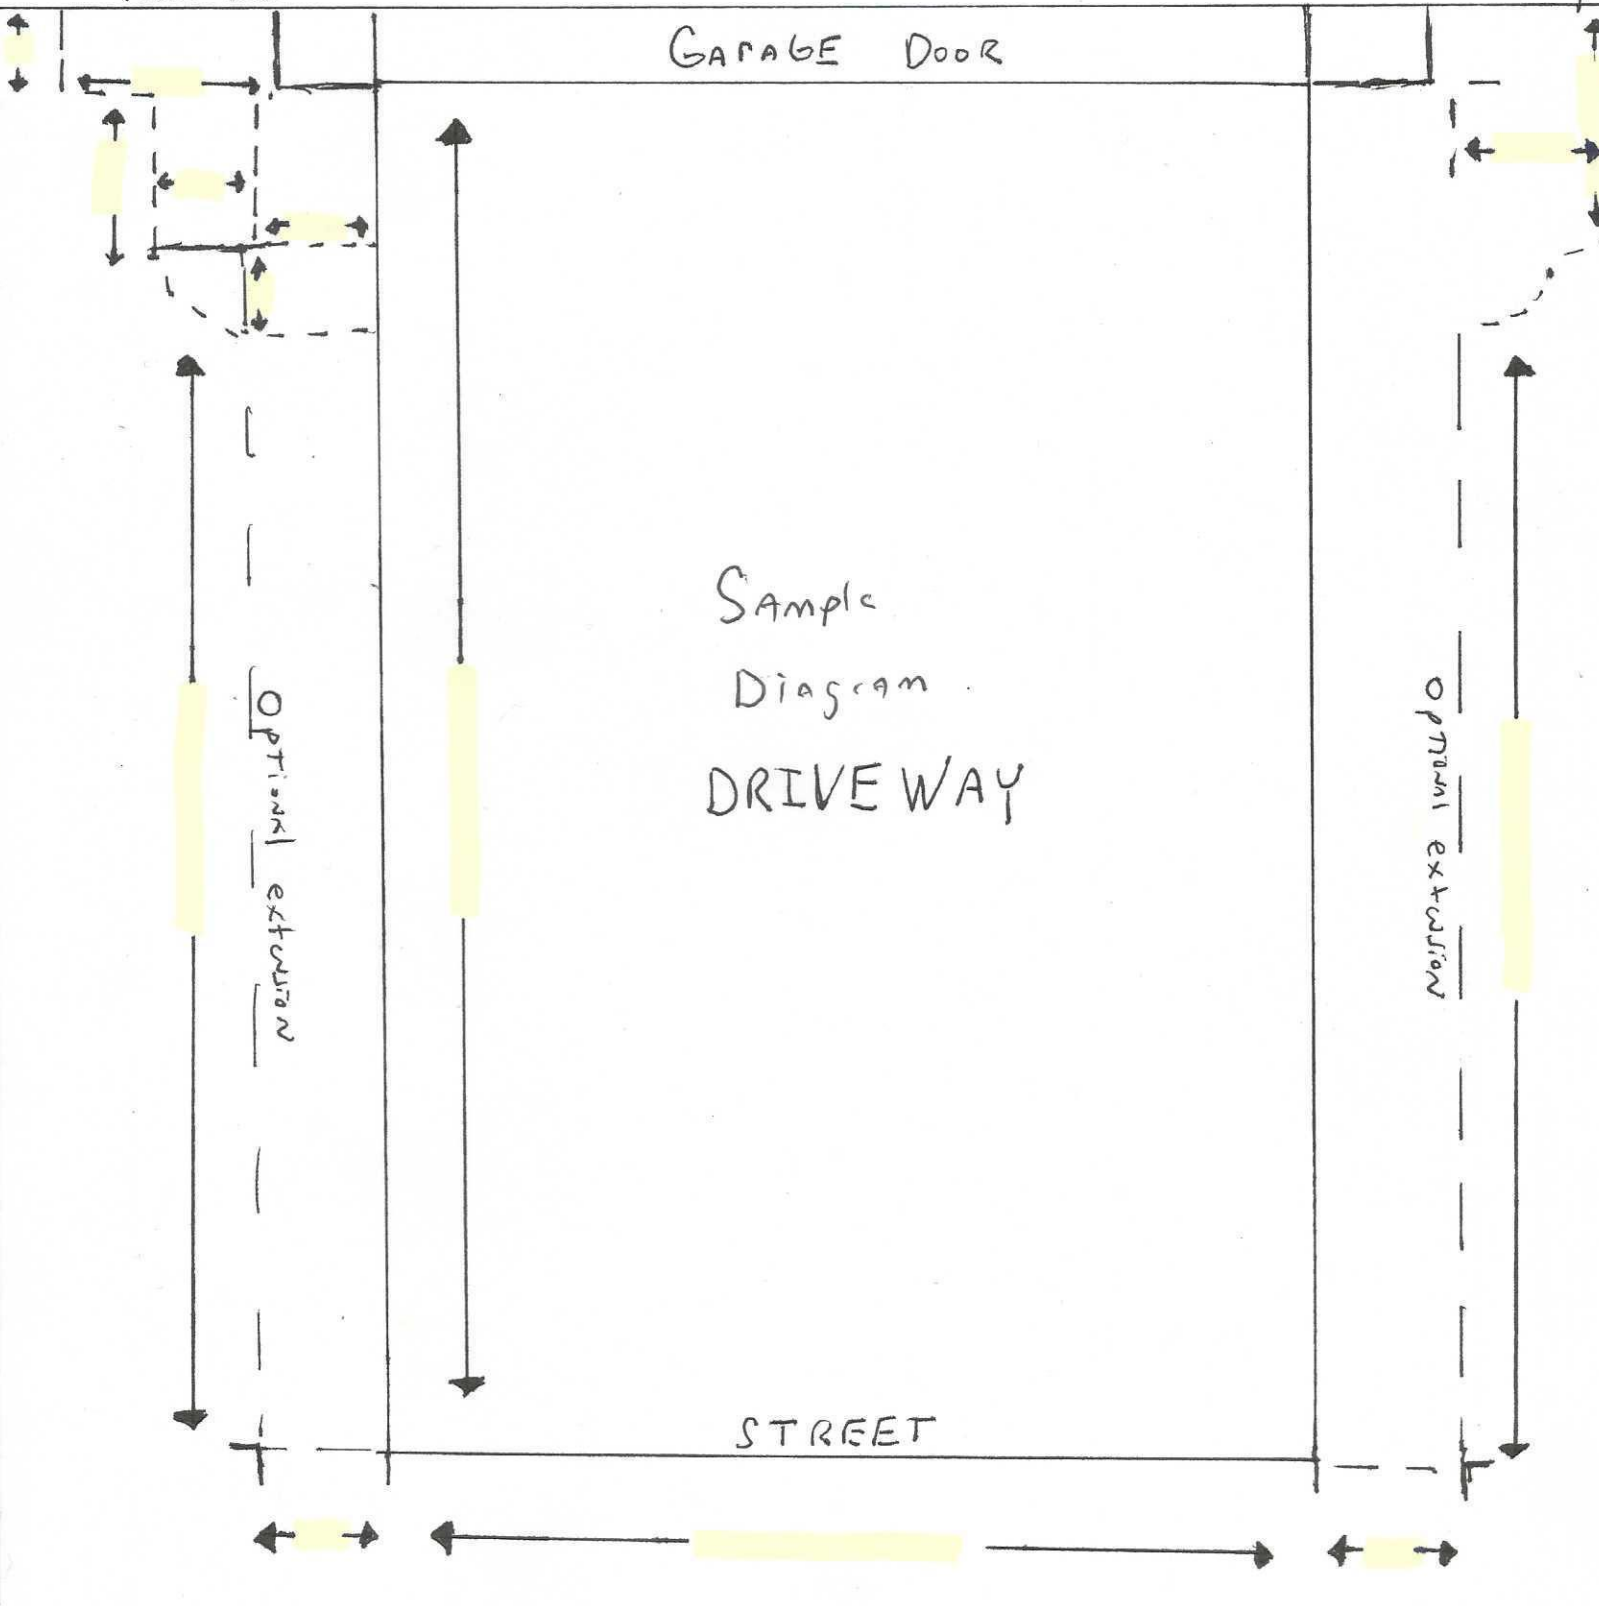 GARAGE DOOR
Sample
Diagram
DRIVEWAY
Optional extension
optional extension
STREET